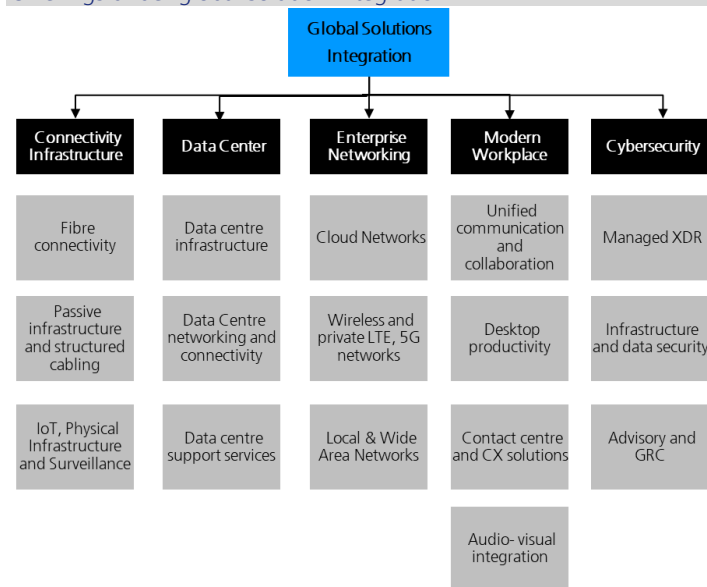 Global Solutions
Integration
Connectivity
Infrastructure
Data Center
Enterprise
Networking
Modern
Workplace
Cybersecurity
Fibre
connectivity
Data centre
infrastructure
Cloud Networks
Unified
communication
and
collaboration
Managed XDR
Passive
infrastructure
and structured
cabling
Data Centre
networking and
connectivity
Wireless and
private LTE, 5G
networks
Desktop
productivity
Infrastructure
and data security
IoT, Physical
Infrastructure
and Surveillance
Data centre
support services
Local & Wide
Area Networks
Contact centre
and CX solutions
Advisory and
GRC
Audio- visual
integration